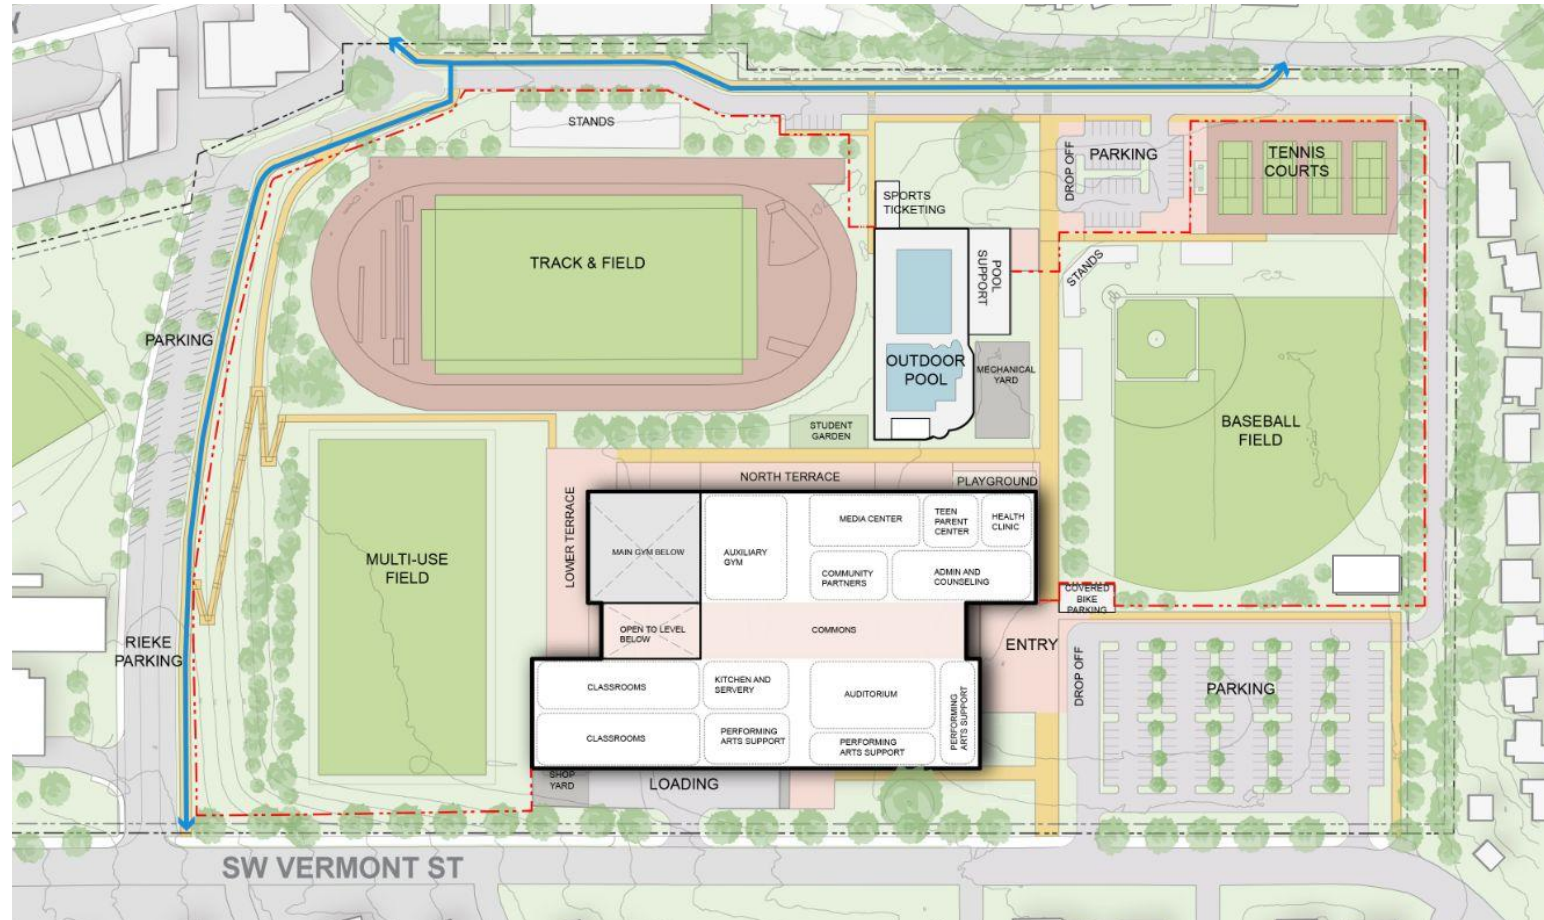 STANDS
PARKING
DROP OFF
TENNIS
COURTS
SPORTS
TICKETING
TRACK & FIELD
POOL
SUPPORT
STANDS
PARKING
OUTDOOR
POOL
MECHANICAL
YARD
STUDENT
GARDEN
BASEBALL
FIELD
NORTH TERRACE
PLAYGROUND
LOWER TERRACE
MULTI-USE
FIELD
MAIN GYM BELOW
AUXILIARY
GYM
MEDIA CENTER
TEEN
PARENT
CENTER
HEALTH
CLINIC
COMMUNITY
PARTNERS
ADMIN AND
COUNSELING
COVERED
BIKE
PARKING
RIEKE
PARKING
OPEN TO LEVEL
BELOW
COMMONS
ENTRY
DROP OFF
PARKING
CLASSROOMS
KITCHEN AND
SERVERY
AUDITORIUM
PERFORMING
ARTS SUPPORT
CLASSROOMS
PERFORMING
ARTS SUPPORT
PERFORMING
ARTS SUPPORT
SHOP
YARD
LOADING
SW VERMONT ST